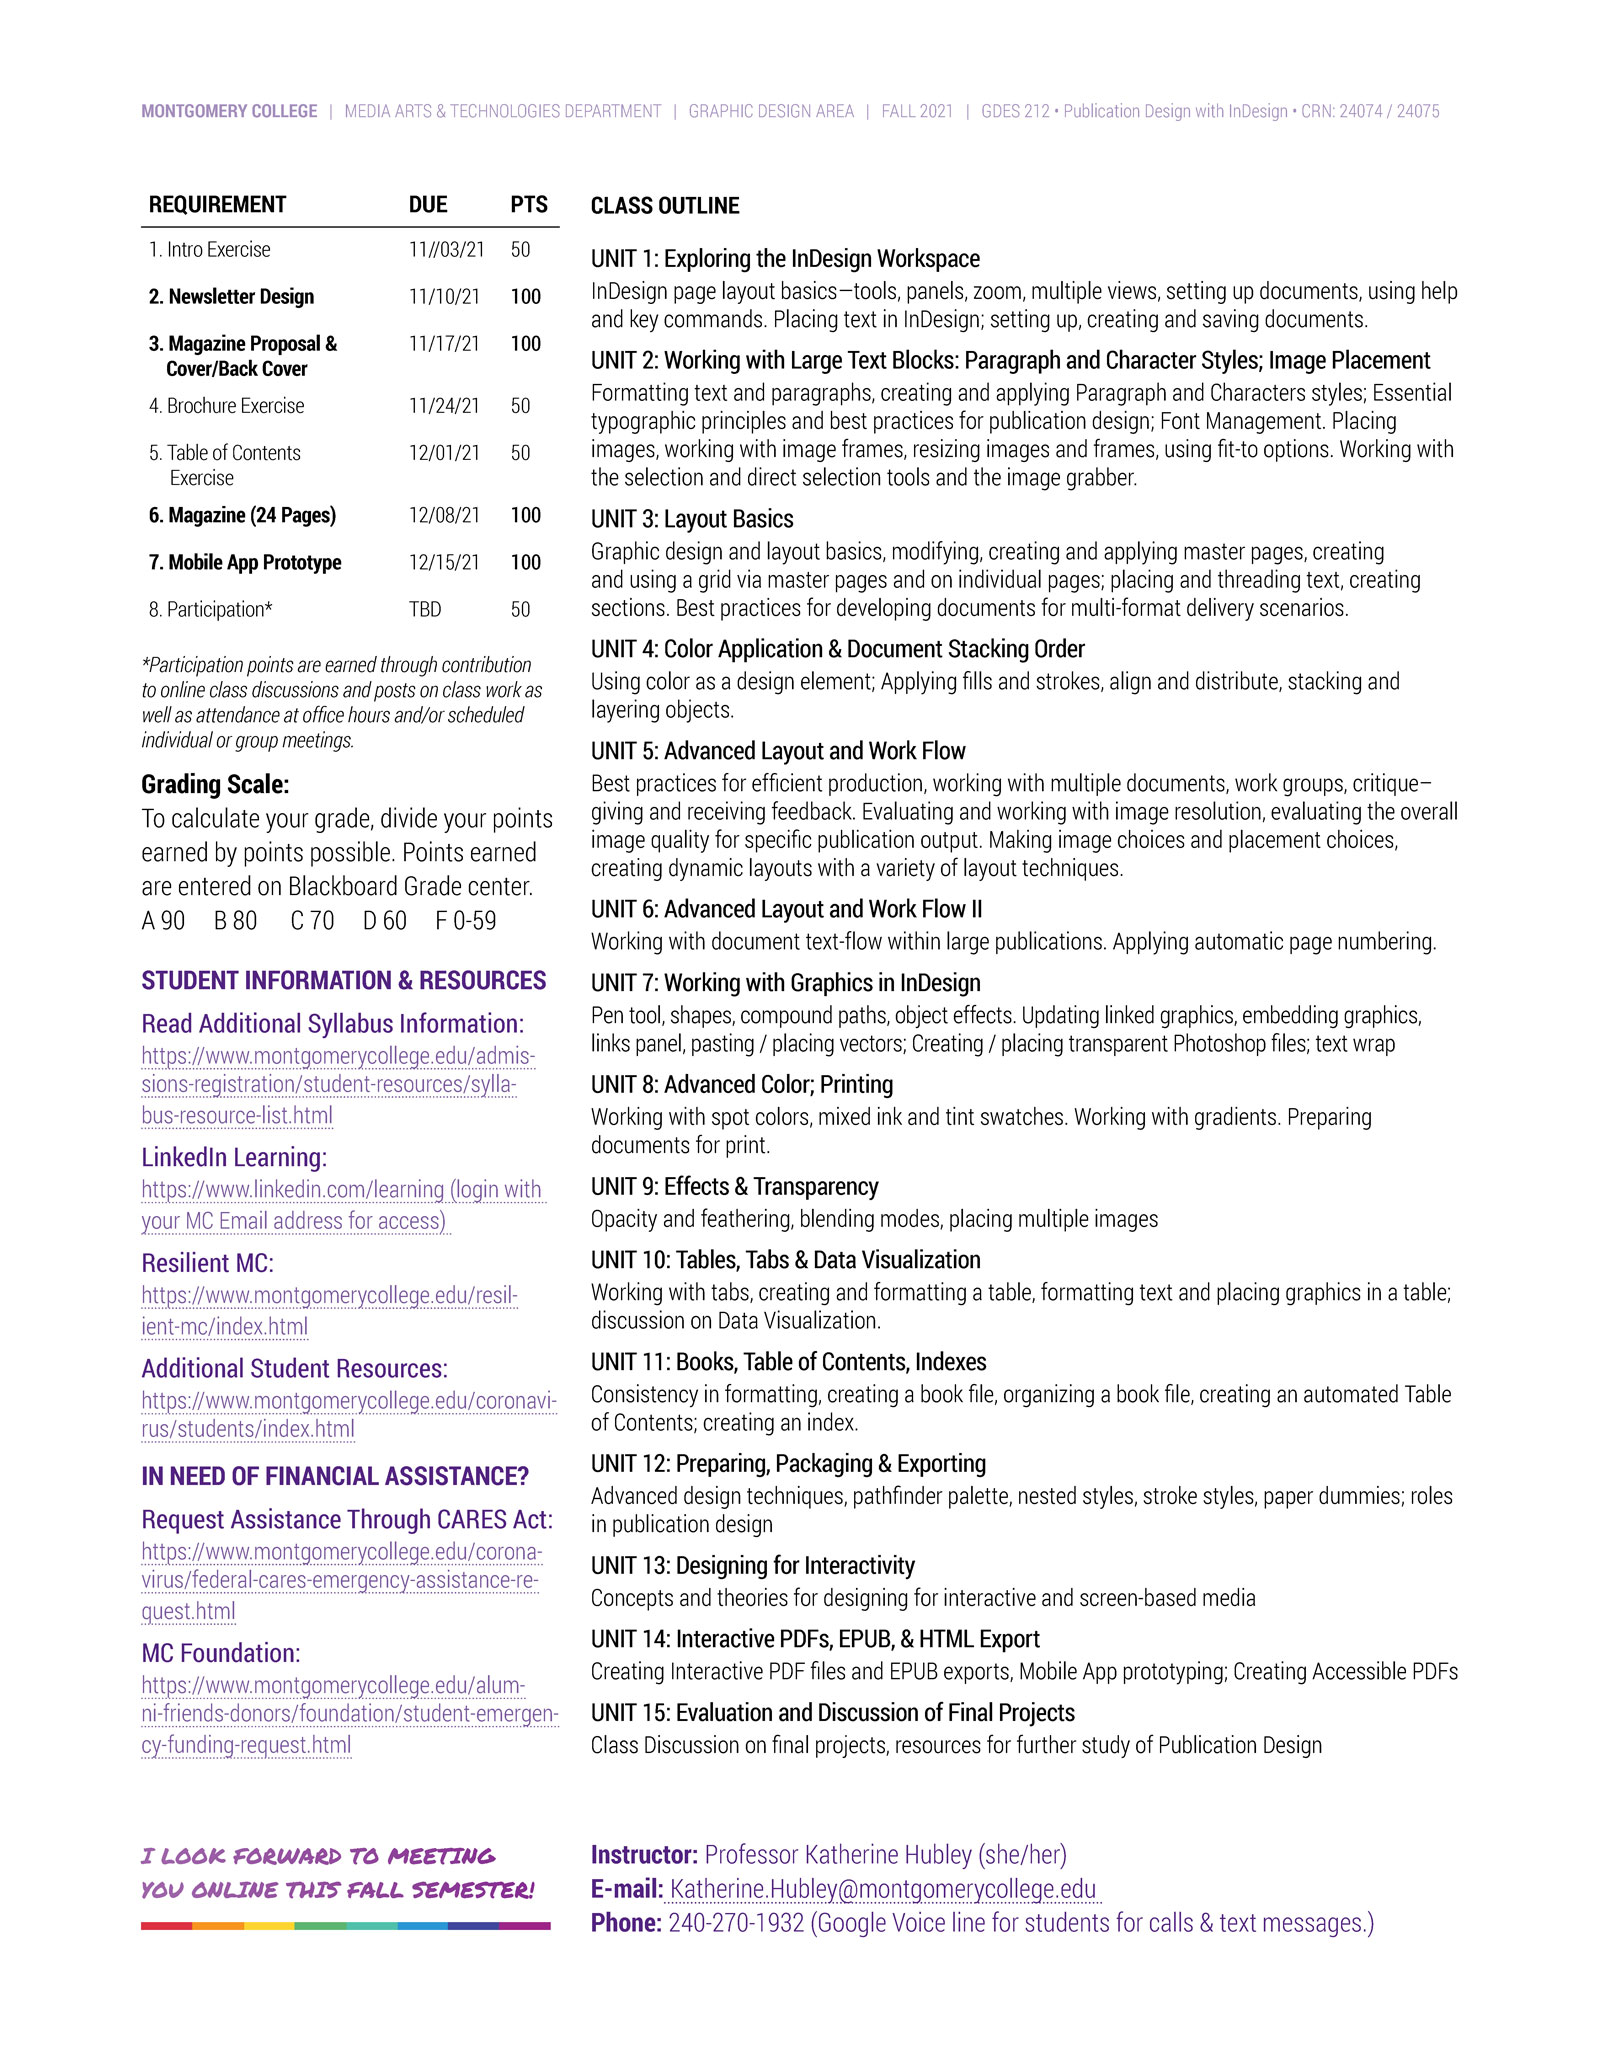 MONTGOMERY COLLEGE | MEDIA ARTS & TECHNOLOGIES DEPARTMENT | GRAPHIC DESIGN AREA | FALL 2021 | GDES 212 • Publication Design with InDesign • CRN: 24074 / 24075
REQUIREMENT DUE PTS
1. Intro Exercise 11//03/21 50
2. Newsletter Design 11/10/21 100
3. Magazine Proposal & 11/17/21 100
Cover/Back Cover
4. Brochure Exercise 11/24/21 50
5. Table of Contents 12/01/21 50
Exercise
6. Magazine (24 Pages) 12/08/21 100
7. Mobile App Prototype 12/15/21 100
8. Participation* TBD 50
*Participation points are earned through contribution
to online class discussions and posts on class work as
well as attendance at office hours and/or scheduled
individual or group meetings.
Grading Scale:
To calculate your grade, divide your points
earned by points possible. Points earned
are entered on Blackboard Grade center.
A 90 B 80 C 70 D 60 F 0-59
STUDENT INFORMATION & RESOURCES
Read Additional Syllabus Information:
https://www.montgomerycollege.edu/admis-
sions-registration/student-resources/sylla-
bus-resource-list.html
LinkedIn Learning:
https://www.linkedin.com/learning (login with
your MC Email address for access)
Resilient MC:
https://www.montgomerycollege.edu/resil-
ient-mc/index.html
Additional Student Resources:
https://www.montgomerycollege.edu/coronavi-
rus/students/index.html
IN NEED OF FINANCIAL ASSISTANCE?
Request Assistance Through CARES Act:
https://www.montgomerycollege.edu/corona-
virus/federal-cares-emergency-assistance-re-
quest.html
MC Foundation:
https://www.montgomerycollege.edu/alum-
ni-friends-donors/foundation/student-emergen-
cy-funding-request.html
I LOOK FORWARD TO MEETING
YOU ONLINE THIS FALL SEMESTER!
CLASS OUTLINE
UNIT 1: Exploring the InDesign Workspace
InDesign page layout basics—tools, panels, zoom, multiple views, setting up documents, using help
and key commands. Placing text in InDesign; setting up, creating and saving documents.
UNIT 2: Working with Large Text Blocks: Paragraph and Character Styles; Image Placement
Formatting text and paragraphs, creating and applying Paragraph and Characters styles; Essential
typographic principles and best practices for publication design; Font Management. Placing
images, working with image frames, resizing images and frames, using fit-to options. Working with
the selection and direct selection tools and the image grabber.
UNIT 3: Layout Basics
Graphic design and layout basics, modifying, creating and applying master pages, creating
and using a grid via master pages and on individual pages; placing and threading text, creating
sections. Best practices for developing documents for multi-format delivery scenarios.
UNIT 4: Color Application & Document Stacking Order
Using color as a design element; Applying fills and strokes, align and distribute, stacking and
layering objects.
UNIT 5: Advanced Layout and Work Flow
Best practices for efficient production, working with multiple documents, work groups, critique–
giving and receiving feedback. Evaluating and working with image resolution, evaluating the overall
image quality for specific publication output. Making image choices and placement choices,
creating dynamic layouts with a variety of layout techniques.
UNIT 6: Advanced Layout and Work Flow II
Working with document text-flow within large publications. Applying automatic page numbering.
UNIT 7: Working with Graphics in InDesign
Pen tool, shapes, compound paths, object effects. Updating linked graphics, embedding graphics,
links panel, pasting / placing vectors; Creating / placing transparent Photoshop files; text wrap
UNIT 8: Advanced Color; Printing
Working with spot colors, mixed ink and tint swatches. Working with gradients. Preparing
documents for print.
UNIT 9: Effects & Transparency
Opacity and feathering, blending modes, placing multiple images
UNIT 10: Tables, Tabs & Data Visualization
Working with tabs, creating and formatting a table, formatting text and placing graphics in a table;
discussion on Data Visualization.
UNIT 11: Books, Table of Contents, Indexes
Consistency in formatting, creating a book file, organizing a book file, creating an automated Table
of Contents; creating an index.
UNIT 12: Preparing, Packaging & Exporting
Advanced design techniques, pathfinder palette, nested styles, stroke styles, paper dummies; roles
in publication design
UNIT 13: Designing for Interactivity
Concepts and theories for designing for interactive and screen-based media
UNIT 14: Interactive PDFs, EPUB, & HTML Export
Creating Interactive PDF files and EPUB exports, Mobile App prototyping; Creating Accessible PDFs
UNIT 15: Evaluation and Discussion of Final Projects
Class Discussion on final projects, resources for further study of Publication Design
Instructor: Professor Katherine Hubley (she/her)
E-mail: Katherine.Hubley@montgomerycollege.edu
Phone: 240-270-1932 (Google Voice line for students for calls & text messages.)